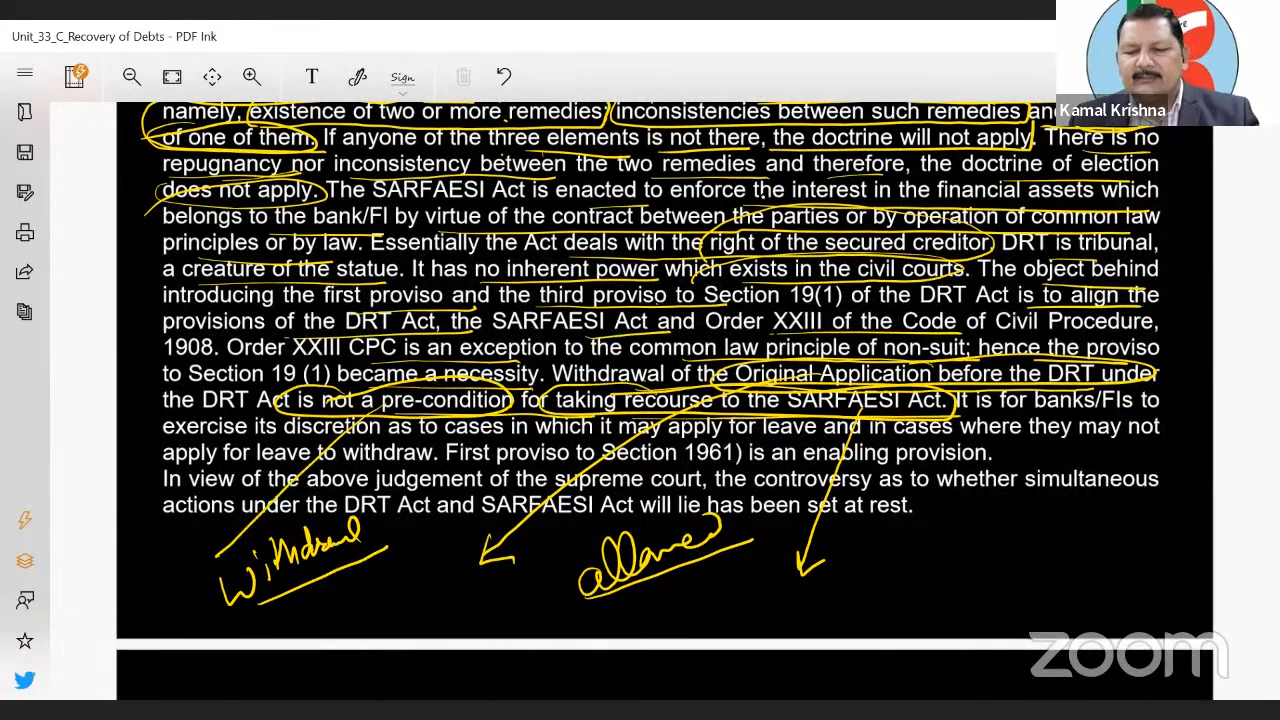 Unit_33_C_Recovery of Debts - PDF Ink
Sign
Kamal Krishna
namely, existence of two or more remedies; inconsistencies between such remedies and
of one of them. If anyone of the three elements is not there, the doctrine will not apply. There is no
repugnancy nor inconsistency between the two remedies and therefore, the doctrine of election
does not apply. The SARFAESI Act is enacted to enforce the interest in the financial assets which
belongs to the bank/FI by virtue of the contract between the parties or by operation of common law
principles or by law. Essentially the Act deals with the right of the secured creditor. DRT is tribunal,
a creature of the statue. It has no inherent power which exists in the civil courts. The object behind
introducing the first proviso and the third proviso to Section 19(1) of the DRT Act is to align the
provisions of the DRT Act, the SARFAESI Act and Order XXIII of the Code of Civil Procedure,
1908. Order XXIII CPC is an exception to the common law principle of non-suit; hence the proviso
to Section 19 (1) became a necessity. Withdrawal of the Original Application before the DRT under
the DRT Act is not a pre-condition for taking recourse to the SARFAESI Act. It is for banks/FIs to
exercise its discretion as to cases in which it may apply for leave and in cases where they may not
apply for leave to withdraw. First proviso to Section 1961) is an enabling provision.
In view of the above judgement of the supreme court, the controversy as to whether simultaneous
actions under the DRT Act and SARFAESI Act will lie has been set at rest.
allowed
zoom